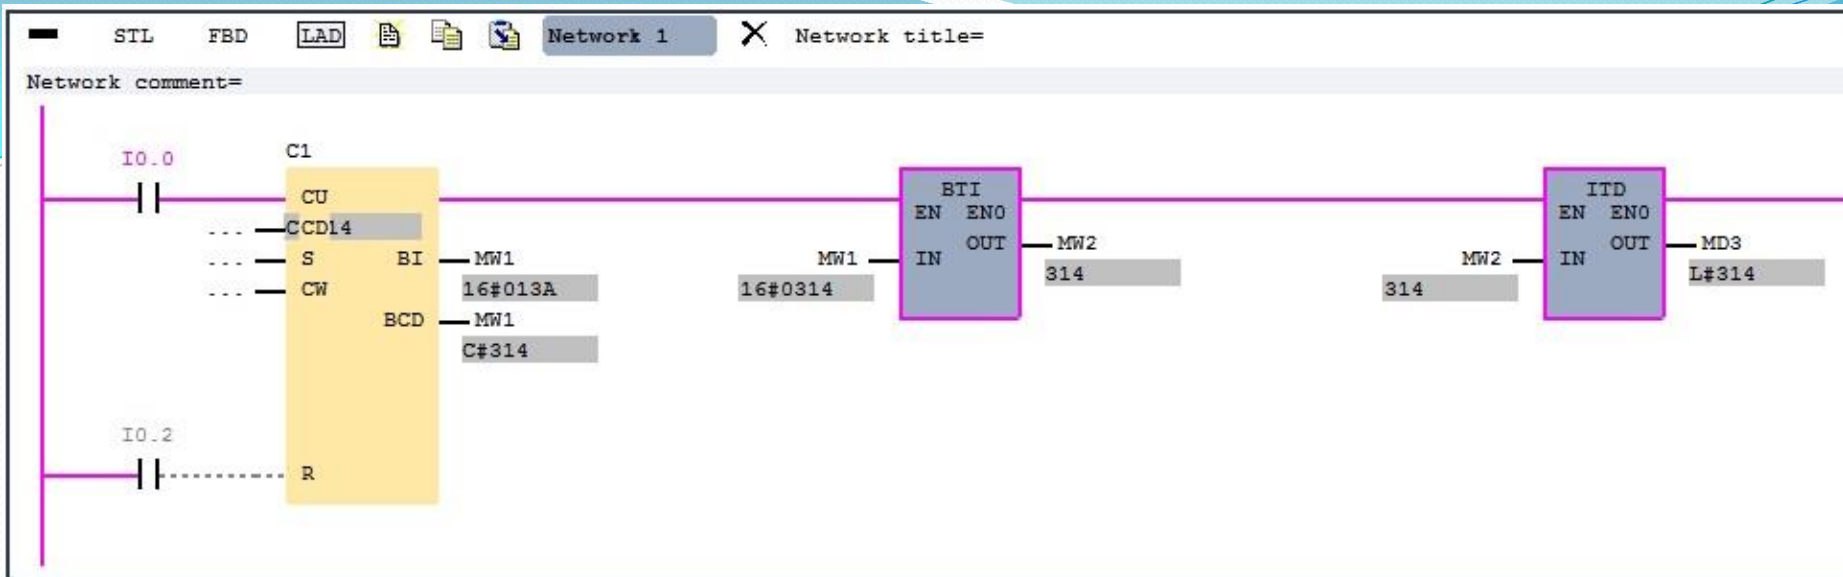 STL FBD LAD Network 1 Network title=
Network comment=
I0.0 C1
CU BTI ITD
EN ENO EN ENO
... CCD14
OUT MW2 OUT MD3
... S BI MW1 MW1 IN 314 MW2 IN L#314
... CW 16#013A 16#0314 314
BCD MW1
C#314
I0.2
R